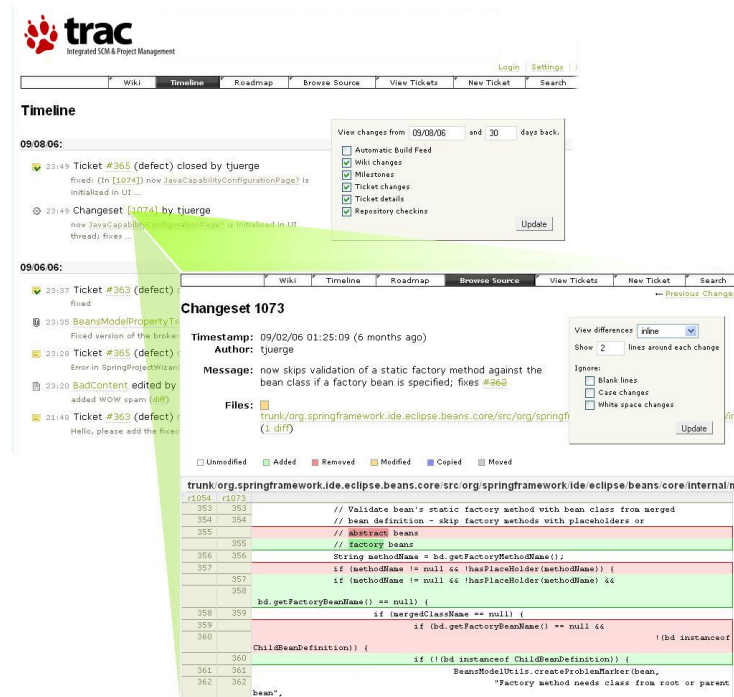 trac
Integrated SCM & Project Management
Login Settings
Wiki Timeline Roadmap Browse Source View Tickets New Ticket Search
Timeline
View changes from 09/08/06 and 30 days back.
Automatic Build Feed
Wiki changes
Milestones
Ticket changes
Ticket details
Repository checkins
Update
09/08/06:
23:49 Ticket #365 (defect) closed by tjuerge
fixed: (In [1074]) now JavaCapabilityConfigurationPage? is
initialized in UI ...
23:49 Changeset [1074] by tjuerge
now JavaCapabilityConfigurationPage? is initialized in UI
thread; fixes ...
09/06/06:
23:37 Ticket #363 (defect)
fixed
23:35 BeansModelPropertyTe
Fixed version of the broken
23:28 Ticket #365 (defect)
Error in SpringProjectWizard
23:20 BadContent edited by
added WOW spam (diff)
21:48 Ticket #363 (defect)
Hello, please add the fixed
Wiki Timeline Roadmap Browse Source View Tickets New Ticket Search
← Previous Change
Changeset 1073
Timestamp: 09/02/06 01:25:09 (6 months ago)
Author: tjuerge
Message: now skips validation of a static factory method against the
bean class if a factory bean is specified; fixes #362
Files:
trunk/org.springframework.ide.eclipse.beans.core/src/org/springf
(1 diff)
View differences inline
Show 2 lines around each change
Ignore:
Blank lines
Case changes
White space changes
Update
Unmodified Added Removed Modified Copied Moved
trunk/org.springframework.ide.eclipse.beans.core/src/org/springframework/ide/eclipse/beans/core/internal/m
r1054 r1073
353 353 // Validate bean's static factory method with bean class from merged
354 354 // bean definition - skip factory methods with placeholders or
355 // abstract beans
355 // factory beans
356 356 String methodName = bd.getFactoryMethodName();
357 if (methodName != null && !hasPlaceHolder(methodName)) {
357 if (methodName != null && !hasPlaceHolder(methodName) &&
358
bd.getFactoryBeanName() == null) {
358 359 if (mergedClassName == null) {
359 if (bd.getFactoryBeanName() == null &&
360 !(bd instanceof
ChildBeanDefinition)) {
360 if (!(bd instanceof ChildBeanDefinition)) {
361 361 BeansModelUtils.createProblemMarker(bean,
362 362 "Factory method needs class from root or parent
bean",